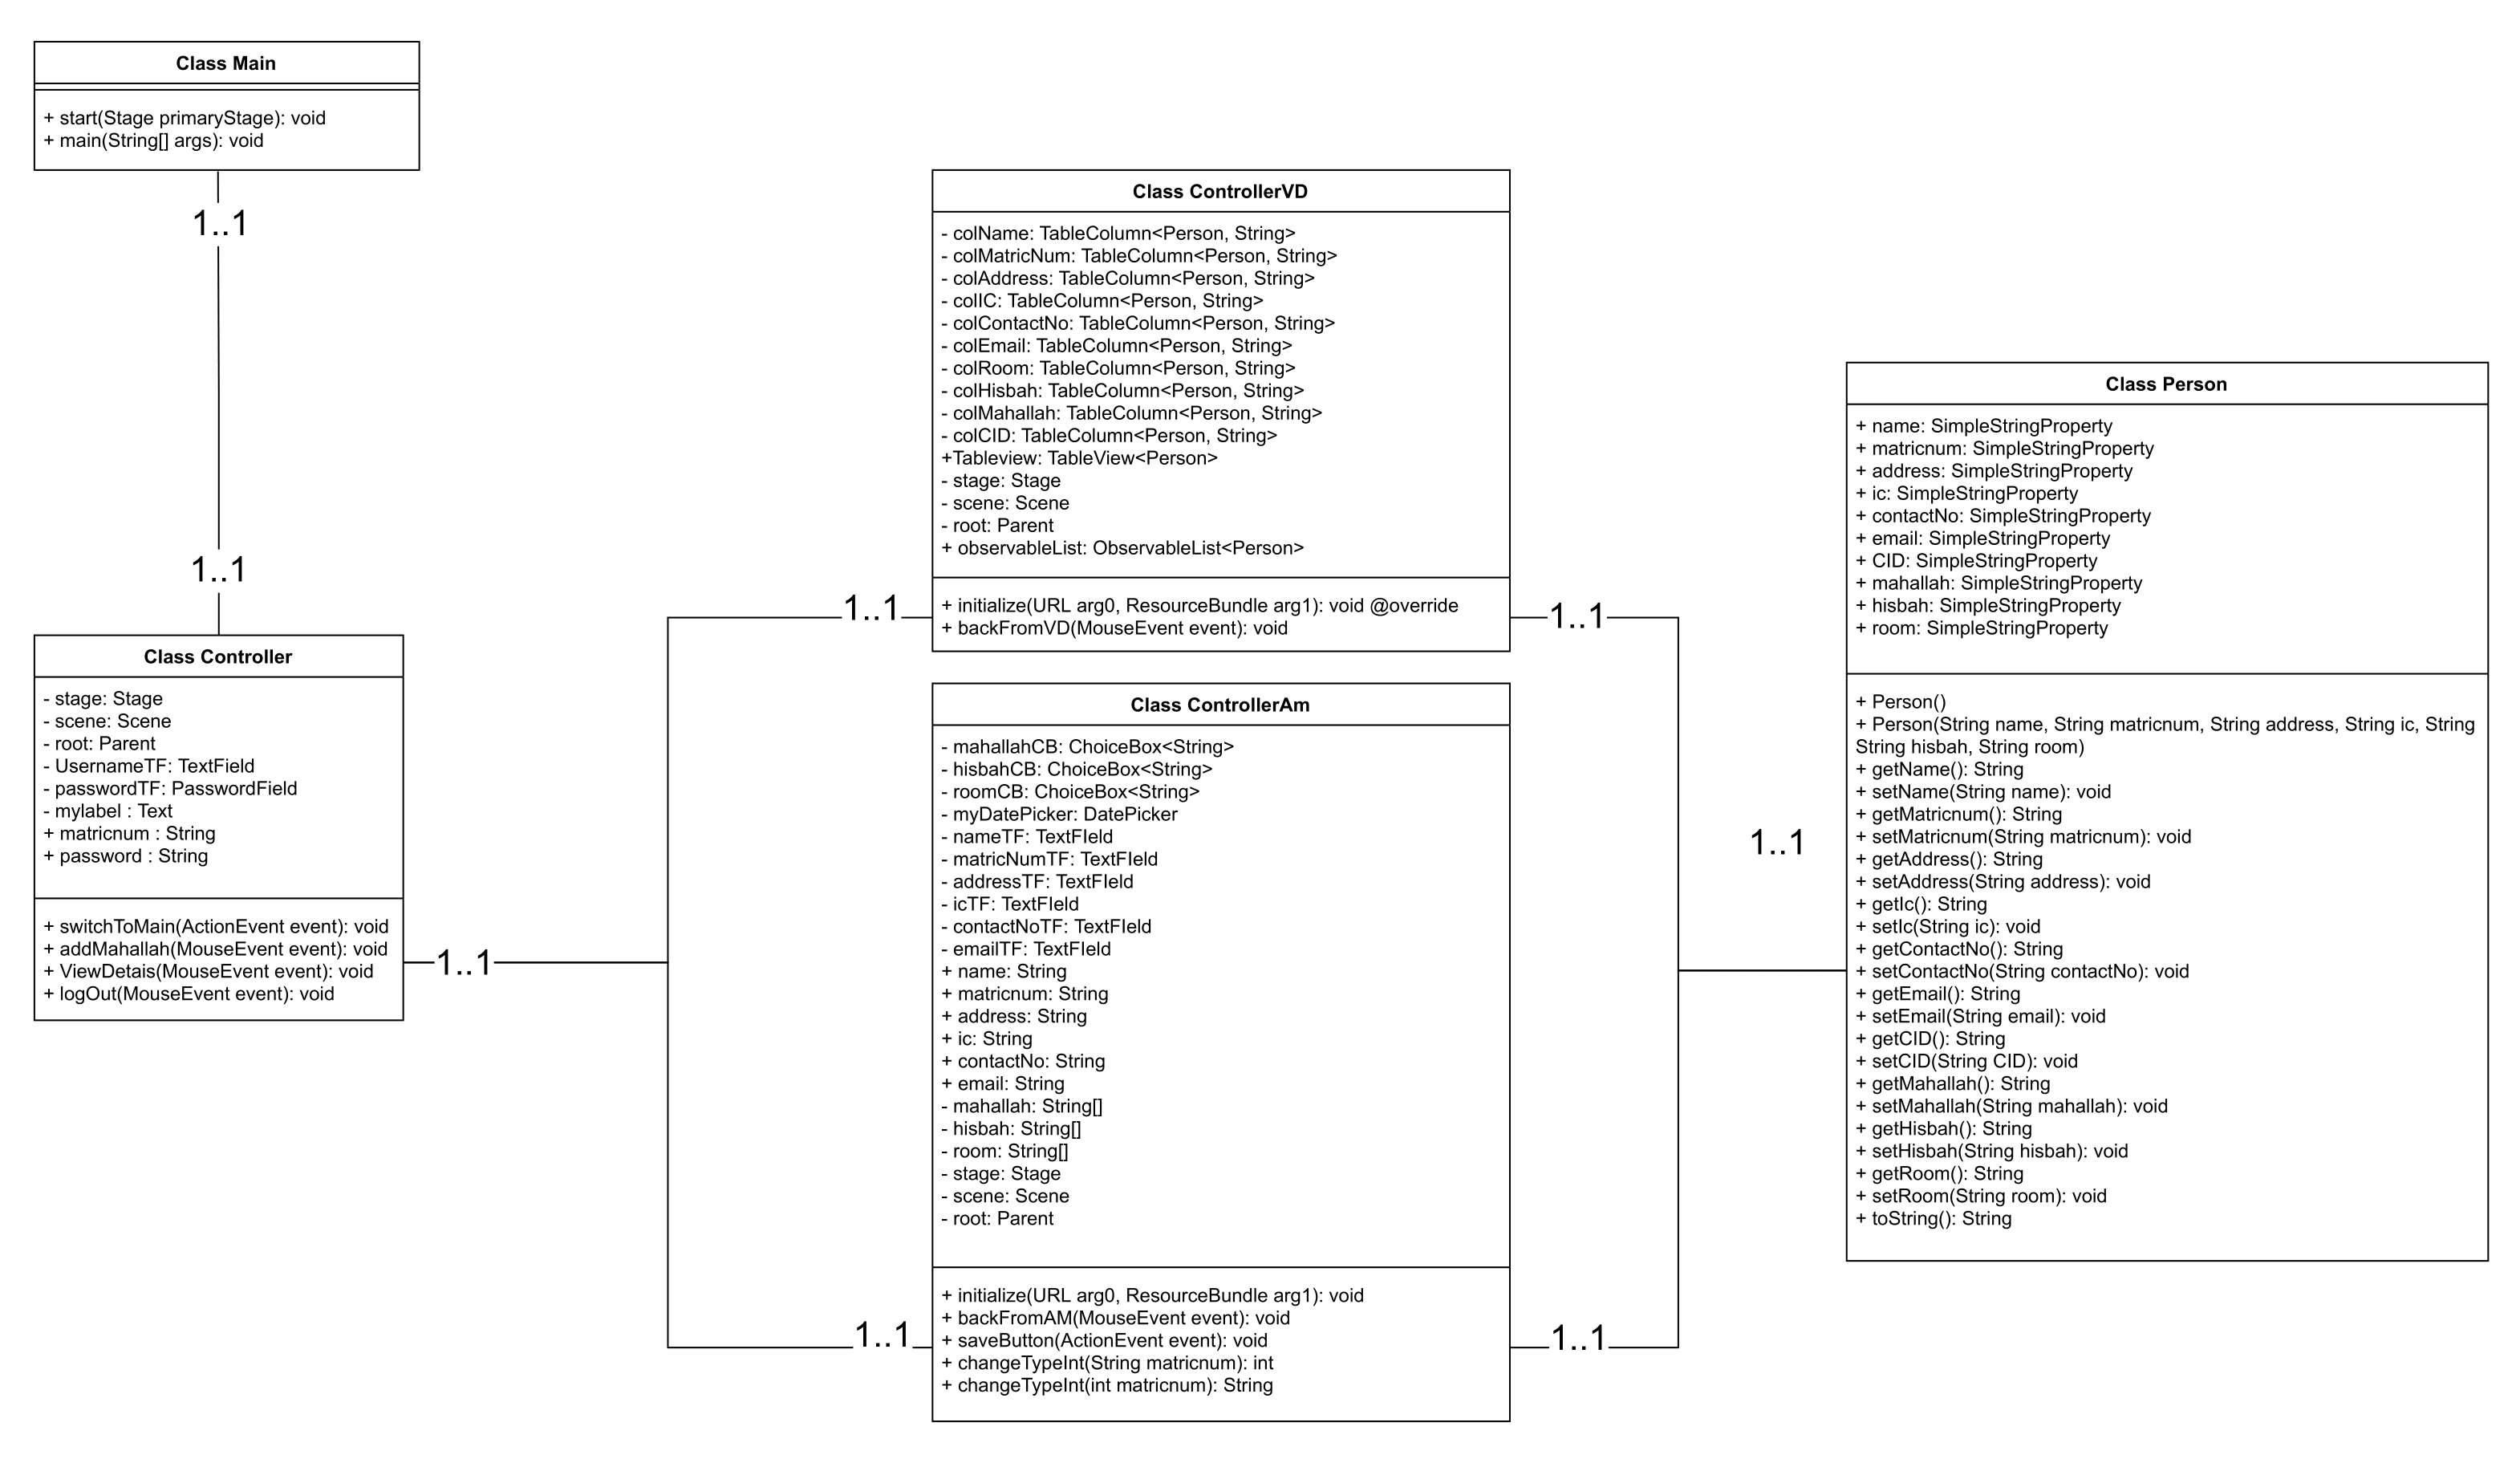 Class Main
+ start(Stage primaryStage): void
+ main(String[] args): void
1..1
1..1
Class Controller
- stage: Stage
- scene: Scene
- root: Parent
- UsernameTF: TextField
- passwordTF: PasswordField
- mylabel : Text
+ matricnum : String
+ password : String
+ switchToMain(ActionEvent event): void
+ addMahallah(MouseEvent event): void
+ ViewDetais(MouseEvent event): void
+ logOut(MouseEvent event): void
1..1
Class ControllerVD
- colName: TableColumn<Person, String>
- colMatricNum: TableColumn<Person, String>
- colAddress: TableColumn<Person, String>
- colIC: TableColumn<Person, String>
- colContactNo: TableColumn<Person, String>
- colEmail: TableColumn<Person, String>
- colRoom: TableColumn<Person, String>
- colHisbah: TableColumn<Person, String>
- colMahallah: TableColumn<Person, String>
- colCID: TableColumn<Person, String>
+Tableview: TableView<Person>
- stage: Stage
- scene: Scene
- root: Parent
+ observableList: ObservableList<Person>
+ initialize(URL arg0, ResourceBundle arg1): void @override
+ backFromVD(MouseEvent event): void
1..1
1..1
Class ControllerAm
- mahallahCB: ChoiceBox<String>
- hisbahCB: ChoiceBox<String>
- roomCB: ChoiceBox<String>
- myDatePicker: DatePicker
- nameTF: TextFIeld
- matricNumTF: TextFIeld
- addressTF: TextFIeld
- icTF: TextFIeld
- contactNoTF: TextFIeld
- emailTF: TextFIeld
+ name: String
+ matricnum: String
+ address: String
+ ic: String
+ contactNo: String
+ email: String
- mahallah: String[]
- hisbah: String[]
- room: String[]
- stage: Stage
- scene: Scene
- root: Parent
+ initialize(URL arg0, ResourceBundle arg1): void
+ backFromAM(MouseEvent event): void
+ saveButton(ActionEvent event): void
+ changeTypeInt(String matricnum): int
+ changeTypeInt(int matricnum): String
1..1
1..1
1..1
Class Person
+ name: SimpleStringProperty
+ matricnum: SimpleStringProperty
+ address: SimpleStringProperty
+ ic: SimpleStringProperty
+ contactNo: SimpleStringProperty
+ email: SimpleStringProperty
+ CID: SimpleStringProperty
+ mahallah: SimpleStringProperty
+ hisbah: SimpleStringProperty
+ room: SimpleStringProperty
+ Person()
+ Person(String name, String matricnum, String address, String ic, String
String hisbah, String room)
+ getName(): String
+ setName(String name): void
+ getMatricnum(): String
+ setMatricnum(String matricnum): void
+ getAddress(): String
+ setAddress(String address): void
+ getIc(): String
+ setIc(String ic): void
+ getContactNo(): String
+ setContactNo(String contactNo): void
+ getEmail(): String
+ setEmail(String email): void
+ getCID(): String
+ setCID(String CID): void
+ getMahallah(): String
+ setMahallah(String mahallah): void
+ getHisbah(): String
+ setHisbah(String hisbah): void
+ getRoom(): String
+ setRoom(String room): void
+ toString(): String